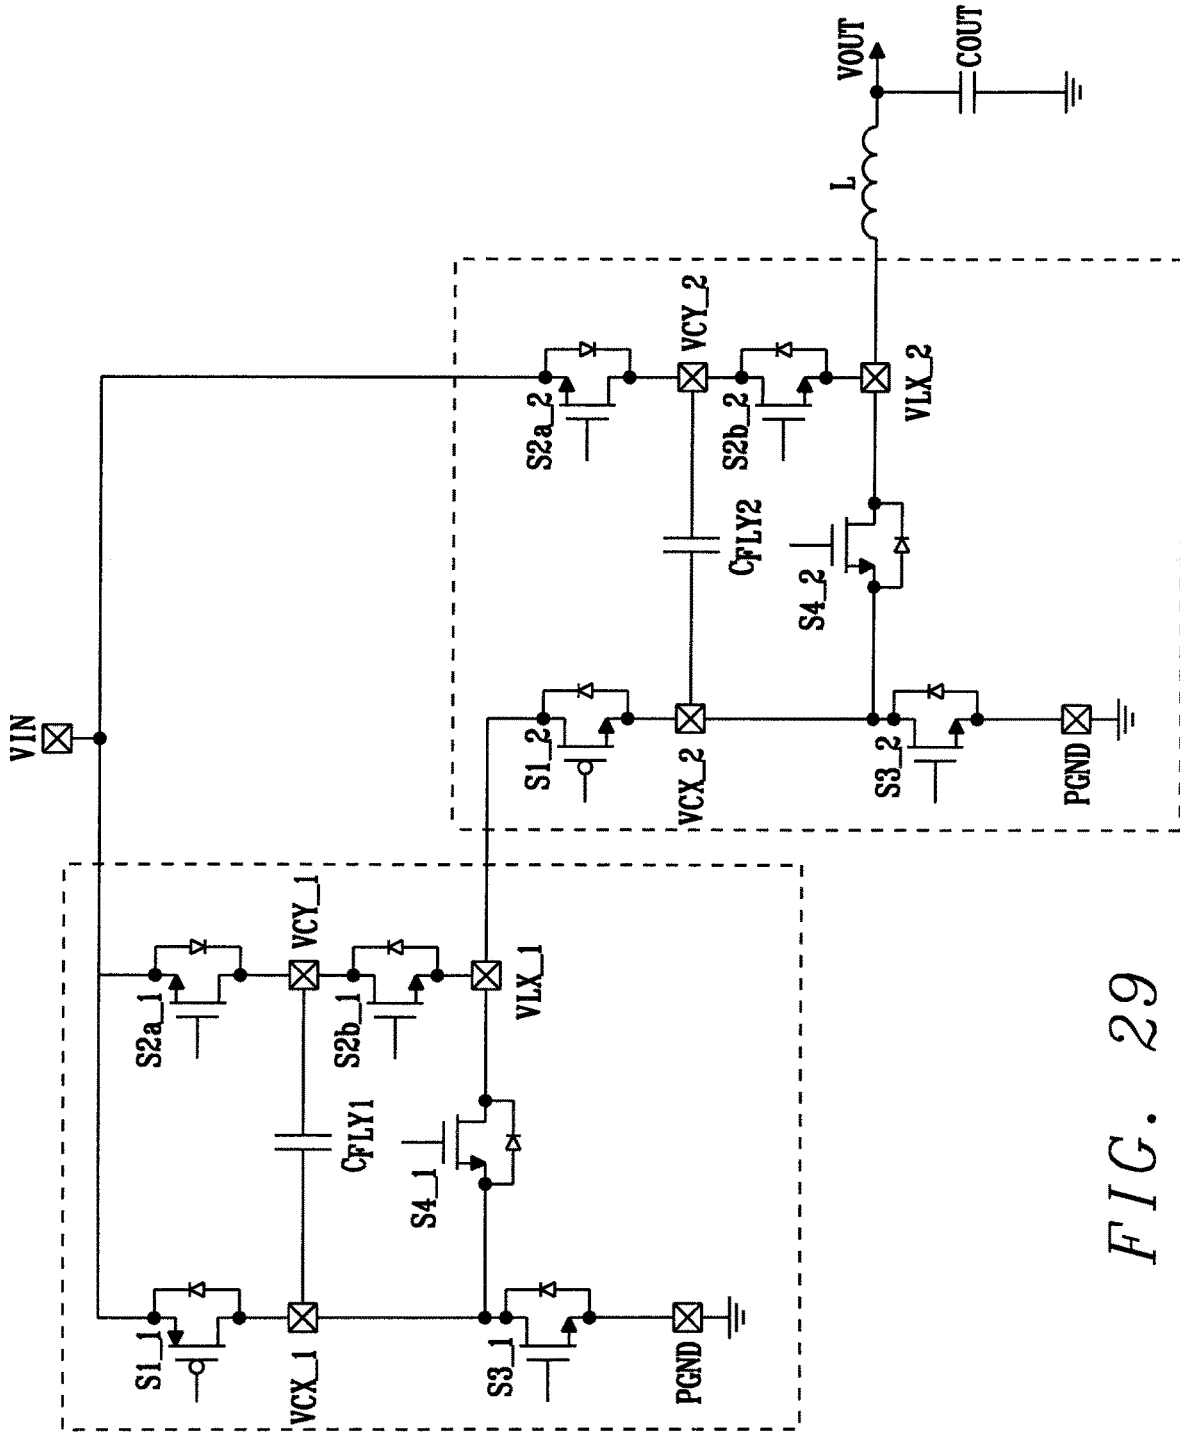 VIN
S1_1
S2a_1
VCX_1
CFLY1
VCY_1
S2b_1
S4_1
VLX_1
S3_1
PGND
S1_2
S2a_2
VCX_2
CFLY2
VCY_2
S2b_2
S4_2
VLX_2
S3_2
PGND
L
VOUT
COUT
FIG. 29